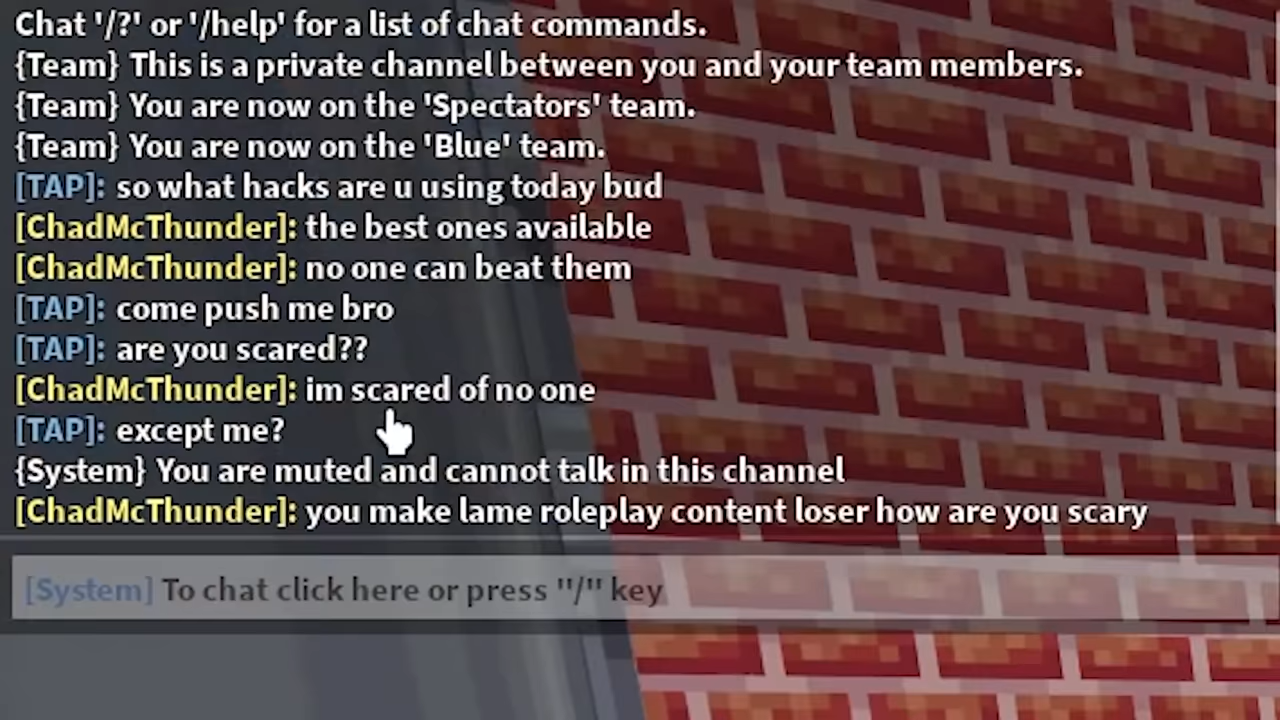 Chat '/?' or '/help' for a list of chat commands.
{Team} This is a private channel between you and your team members.
{Team} You are now on the 'Spectators' team.
{Team} You are now on the 'Blue' team.
[TAP]: so what hacks are u using today bud
[ChadMcThunder]: the best ones available
[ChadMcThunder]: no one can beat them
[TAP]: come push me bro
[TAP]: are you scared??
[ChadMcThunder]: im scared of no one
[TAP]: except me?
{System} You are muted and cannot talk in this channel
[ChadMcThunder]: you make lame roleplay content loser how are you scary
[System] To chat click here or press "/" key